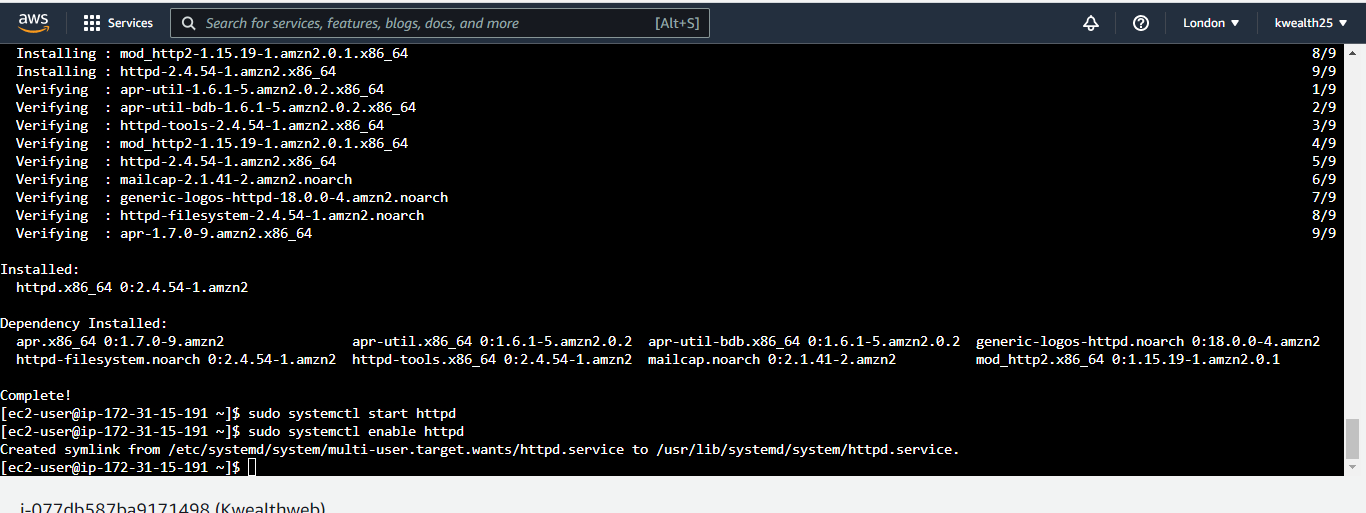 aws Services Search for services, features, blogs, docs, and more [Alt+S] London kwealth25
Installing : mod_http2-1.15.19-1.amzn2.0.1.x86_64 8/9
Installing : httpd-2.4.54-1.amzn2.x86_64 9/9
Verifying : apr-util-1.6.1-5.amzn2.0.2.x86_64 1/9
Verifying : apr-util-bdb-1.6.1-5.amzn2.0.2.x86_64 2/9
Verifying : httpd-tools-2.4.54-1.amzn2.x86_64 3/9
Verifying : mod_http2-1.15.19-1.amzn2.0.1.x86_64 4/9
Verifying : httpd-2.4.54-1.amzn2.x86_64 5/9
Verifying : mailcap-2.1.41-2.amzn2.noarch 6/9
Verifying : generic-logos-httpd-18.0.0-4.amzn2.noarch 7/9
Verifying : httpd-filesystem-2.4.54-1.amzn2.noarch 8/9
Verifying : apr-1.7.0-9.amzn2.x86_64 9/9
Installed:
httpd.x86_64 0:2.4.54-1.amzn2
Dependency Installed:
apr.x86_64 0:1.7.0-9.amzn2 apr-util.x86_64 0:1.6.1-5.amzn2.0.2 apr-util-bdb.x86_64 0:1.6.1-5.amzn2.0.2 generic-logos-httpd.noarch 0:18.0.0-4.amzn2
httpd-filesystem.noarch 0:2.4.54-1.amzn2 httpd-tools.x86_64 0:2.4.54-1.amzn2 mailcap.noarch 0:2.1.41-2.amzn2 mod_http2.x86_64 0:1.15.19-1.amzn2.0.1
Complete!
[ec2-user@ip-172-31-15-191 ~]$ sudo systemctl start httpd
[ec2-user@ip-172-31-15-191 ~]$ sudo systemctl enable httpd
Created symlink from /etc/systemd/system/multi-user.target.wants/httpd.service to /usr/lib/systemd/system/httpd.service.
[ec2-user@ip-172-31-15-191 ~]$
i-077db587ba9171498 (Kwealthweb)